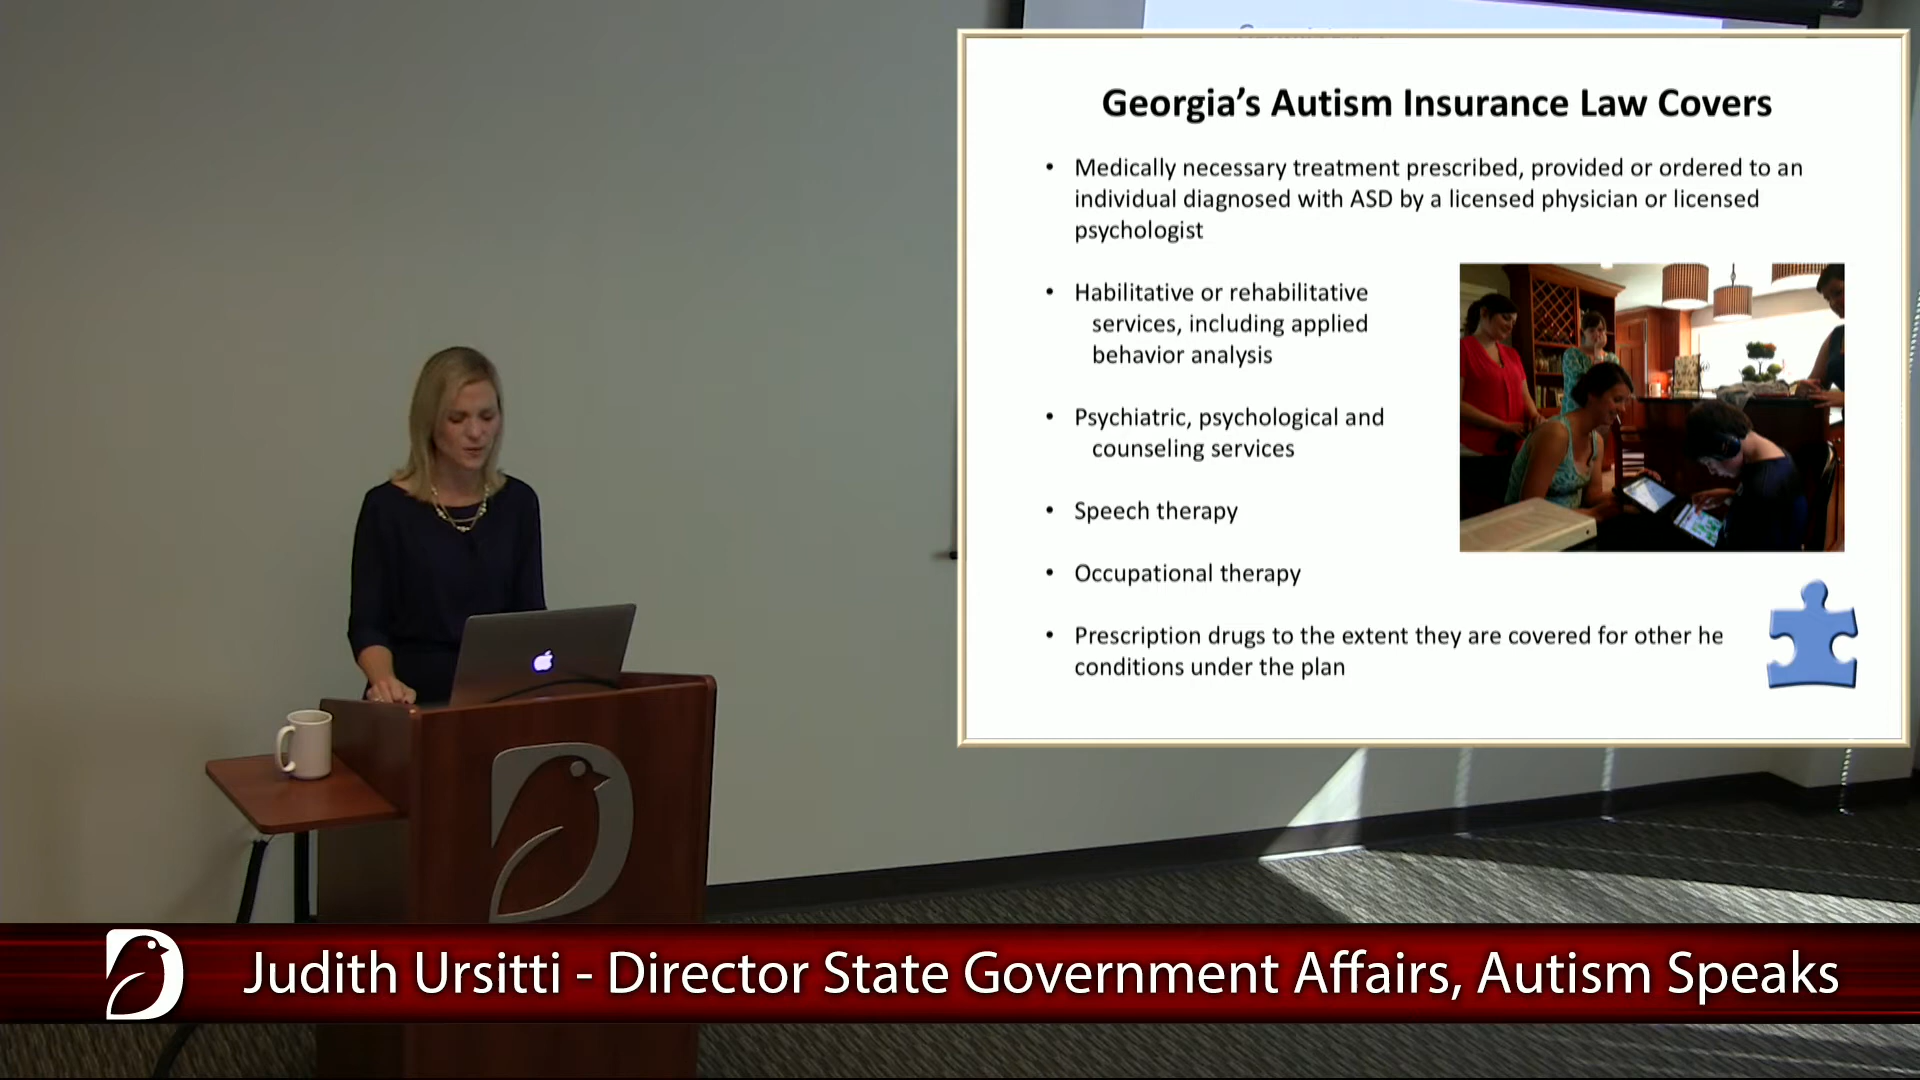 Georgia’s Autism Insurance Law Covers
• Medically necessary treatment prescribed, provided or ordered to an
individual diagnosed with ASD by a licensed physician or licensed
psychologist
• Habilitative or rehabilitative
services, including applied
behavior analysis
• Psychiatric, psychological and
counseling services
• Speech therapy
• Occupational therapy
• Prescription drugs to the extent they are covered for other he
conditions under the plan
Judith Ursitti - Director State Government Affairs, Autism Speaks